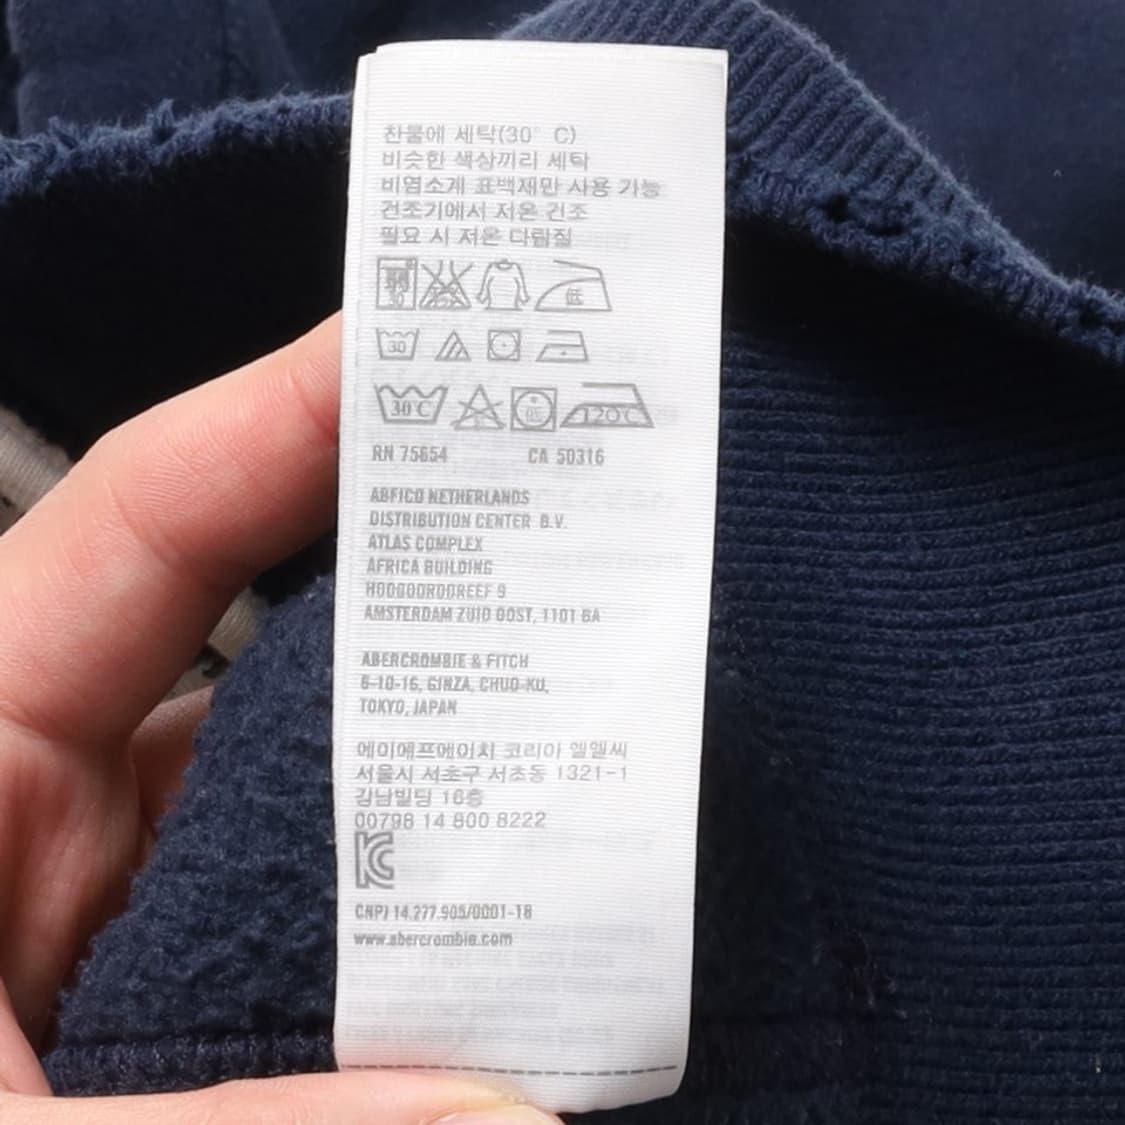 찬물에 세탁(30° C)
비슷한 색상끼리 세탁
비염소계 표백제만 사용 가능
건조기에서 저온 건조
필요 시 저온 다림질
30 低
30
30°C 120°C
RN 75654 CA 50316
ABFICO NETHERLANDS
DISTRIBUTION CENTER B.V.
ATLAS COMPLEX
AFRICA BUILDING
HOOGOORDDREEF 9
AMSTERDAM ZUID OOST, 1101 BA
ABERCROMBIE & FITCH
6-10-16, GINZA, CHUO-KU,
TOKYO, JAPAN
에이에프에이치 코리아 엘엘씨
서울시 서초구 서초동 1321-1
강남빌딩 16층
00798 14 800 8222
KC
CNPJ 14.277.905/0001-18
www.abercrombie.com